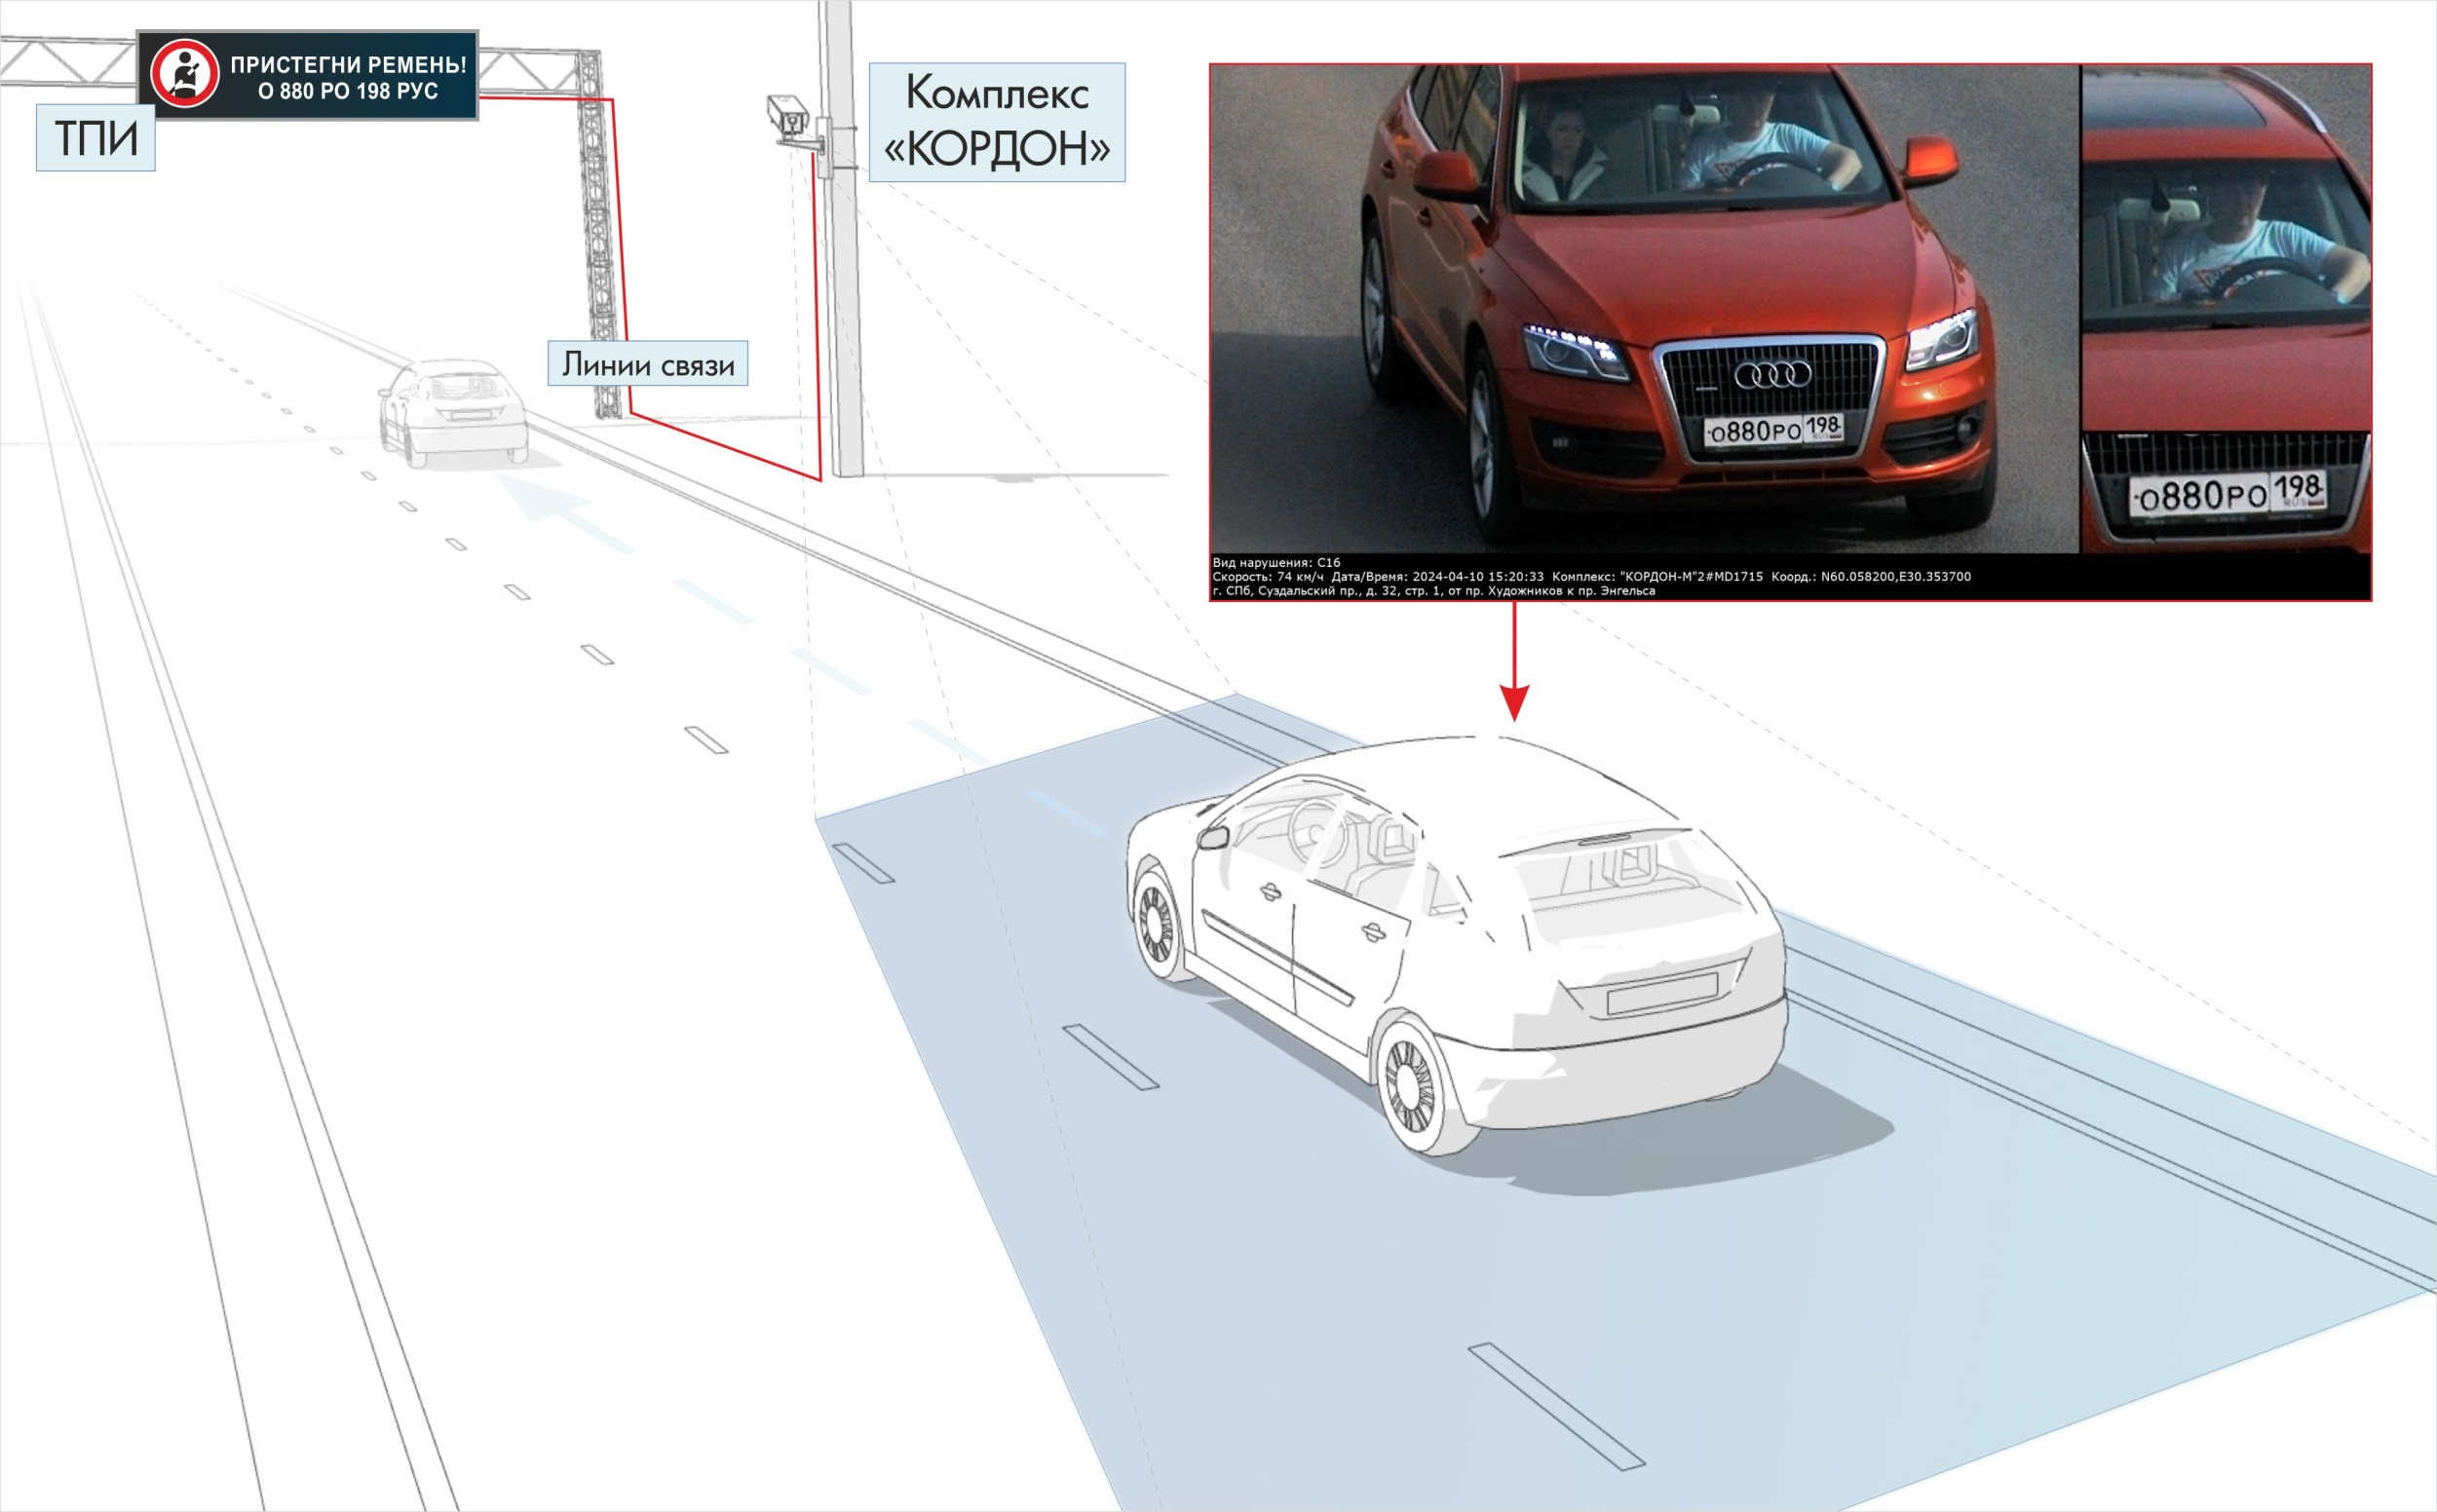 ПРИСТЕГНИ РЕМЕНЬ!
О 880 РО 198 РУС
ТПИ
Комплекс
«КОРДОН»
Линии связи
О880РО 198
RUS
О880РО 198
RUS
Вид нарушения: С16
Скорость: 74 км/ч Дата/Время: 2024-04-10 15:20:33 Комплекс: "КОРДОН-М"2#MD1715 Коорд.: N60.058200,E30.353700
г. СПб, Суздальский пр., д. 32, стр. 1, от пр. Художников к пр. Энгельса